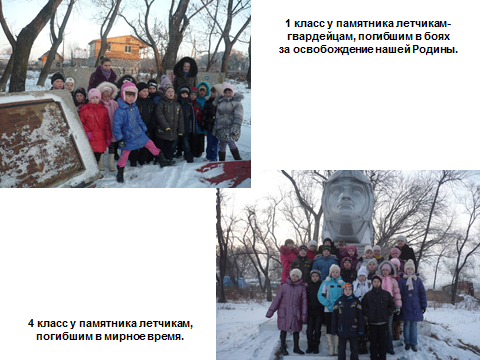 1 класс у памятника летчикам-
гвардейцам, погибшим в боях
за освобождение нашей Родины.
4 класс у памятника летчикам,
погибшим в мирное время.